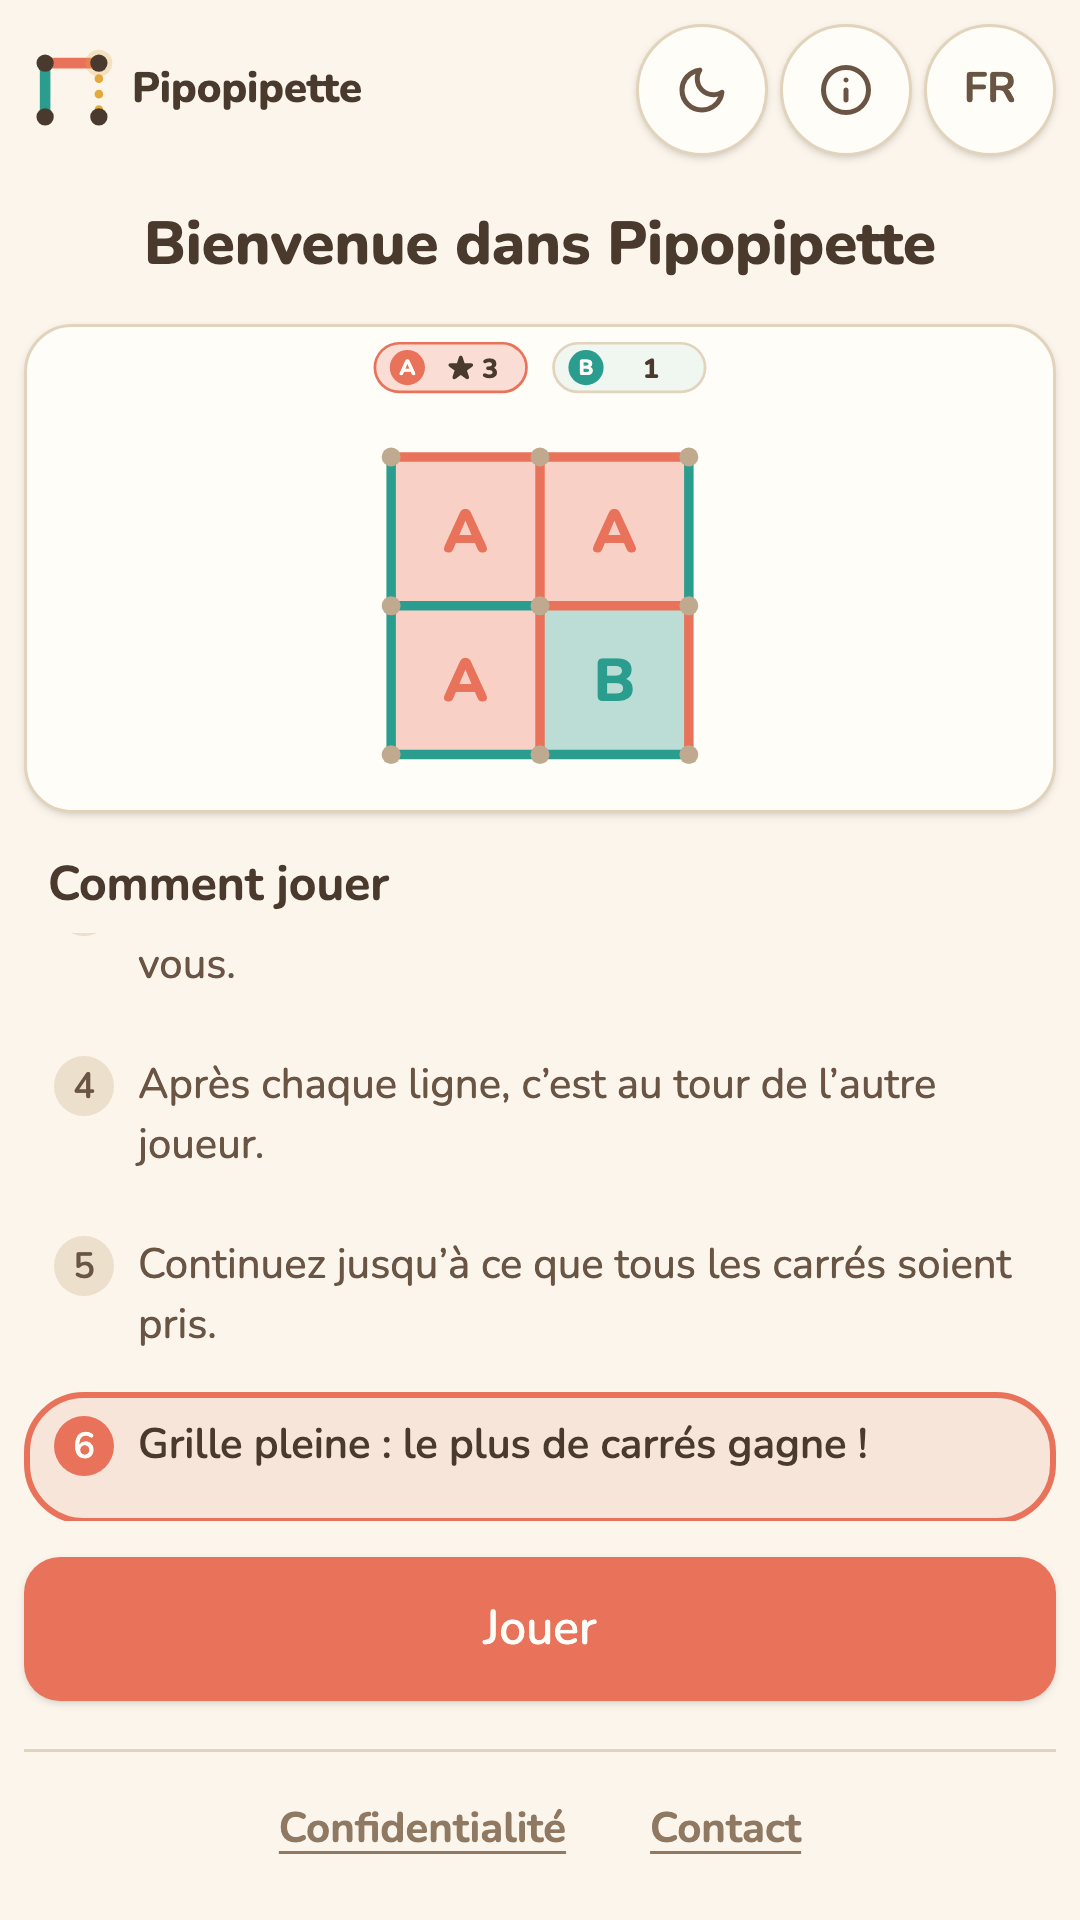 Pipopipette
FR
Bienvenue dans Pipopipette
A ★ 3
B 1
A A
A B
Comment jouer
vous.
4 Après chaque ligne, c’est au tour de l’autre
joueur.
5 Continuez jusqu’à ce que tous les carrés soient
pris.
6 Grille pleine : le plus de carrés gagne !
Jouer
Confidentialité Contact